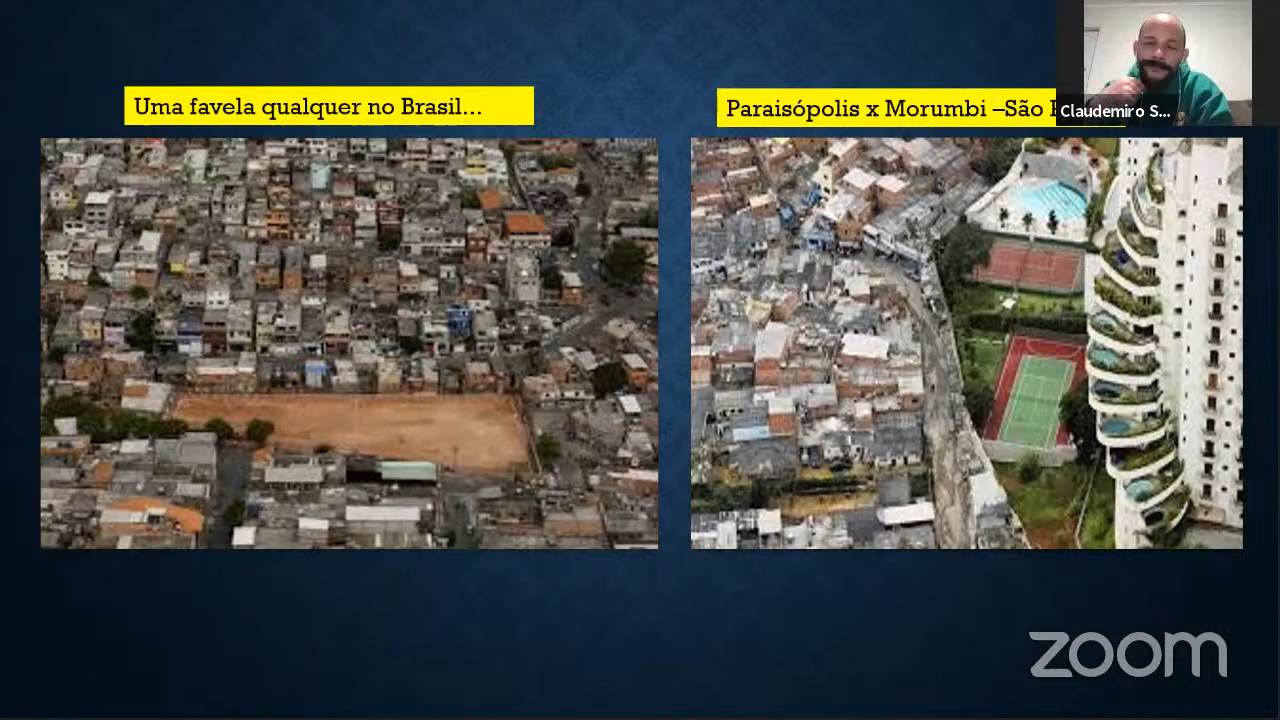 Uma favela qualquer no Brasil...
Paraisópolis x Morumbi –São
Claudemiro S...
zoom